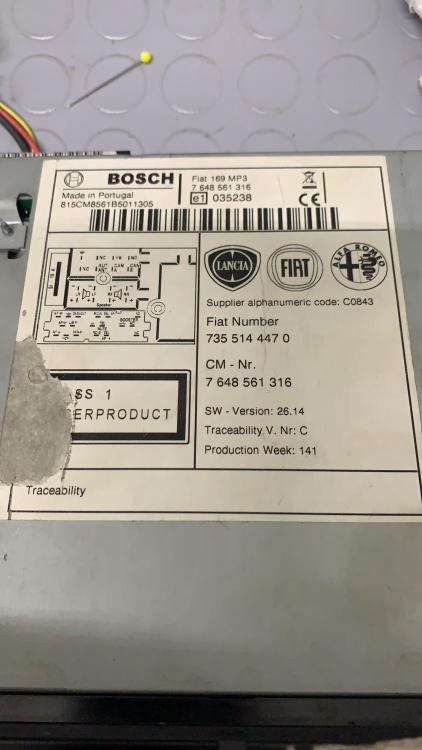 BOSCH
Made in Portugal
815CM8561B5011305
Fiat 169 MP3
7 648 561 316
e1 035238
CE
LANCIA
FIAT
ALFA ROMEO
Speaker
Supplier alphanumeric code: C0843
Fiat Number
735 514 447 0
CM - Nr.
7 648 561 316
SW - Version: 26.14
Traceability V. Nr: C
Production Week: 141
SS 1
ERPRODUCT
Traceability